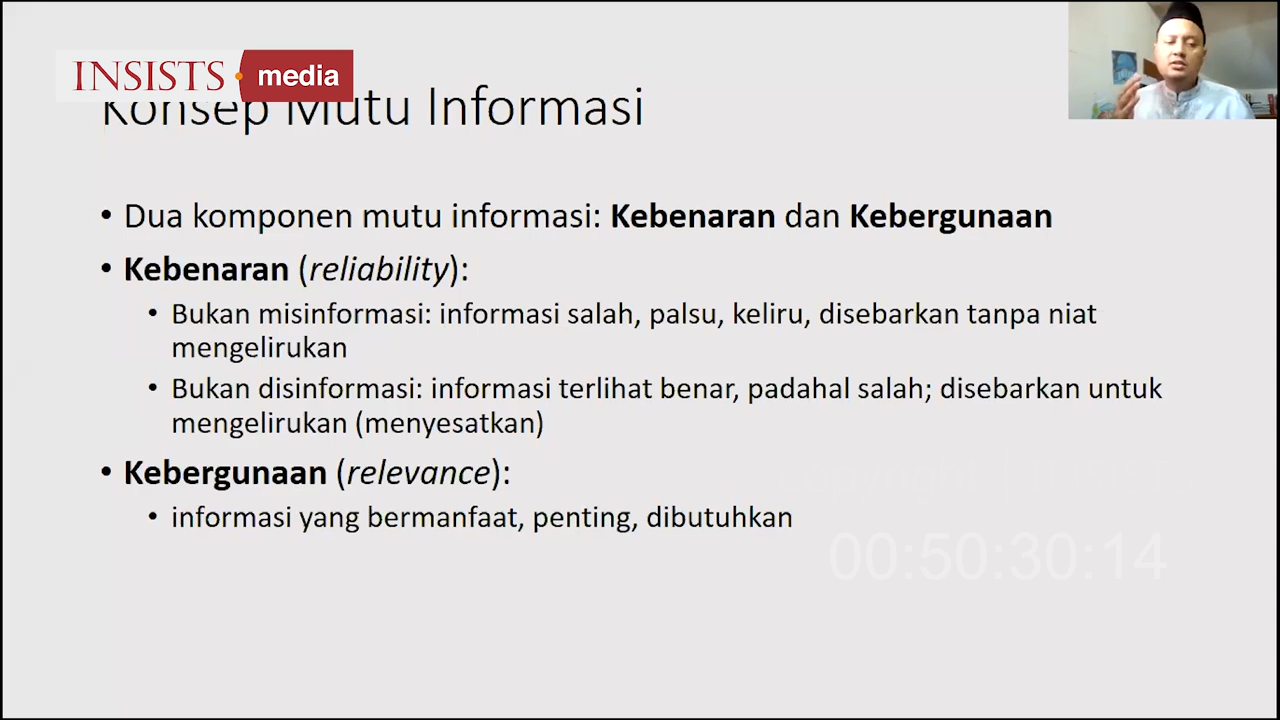 INSISTS media
Konsep Mutu Informasi
• Dua komponen mutu informasi: Kebenaran dan Kebergunaan
• Kebenaran (reliability):
• Bukan misinformasi: informasi salah, palsu, keliru, disebarkan tanpa niat
mengelirukan
• Bukan disinformasi: informasi terlihat benar, padahal salah; disebarkan untuk
mengelirukan (menyesatkan)
• Kebergunaan (relevance):
• informasi yang bermanfaat, penting, dibutuhkan
00:50:30:14